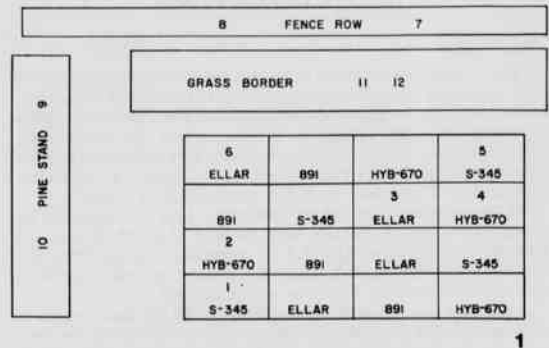 8 FENCE ROW 7
GRASS BORDER 11 12
10 PINE STAND 9
6 5
ELLAR 891 HYB-670 S-345
3 4
891 S-345 ELLAR HYB-670
2
HYB-670 891 ELLAR S-345
1
S-345 ELLAR 891 HYB-670
1